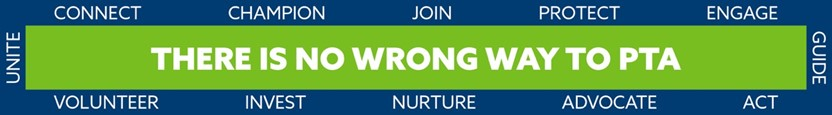 CONNECT CHAMPION JOIN PROTECT ENGAGE
UNITE
THERE IS NO WRONG WAY TO PTA
GUIDE
VOLUNTEER INVEST NURTURE ADVOCATE ACT